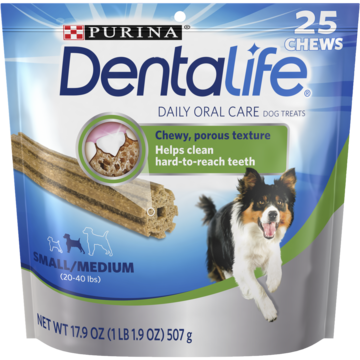 PURINA
25
CHEWS
DentaLife®
DAILY ORAL CARE DOG TREATS
Chewy, porous texture
Helps clean
hard-to-reach teeth
SMALL/MEDIUM
(20-40 lbs)
NET WT 17.9 OZ (1 LB 1.9 OZ) 507 g